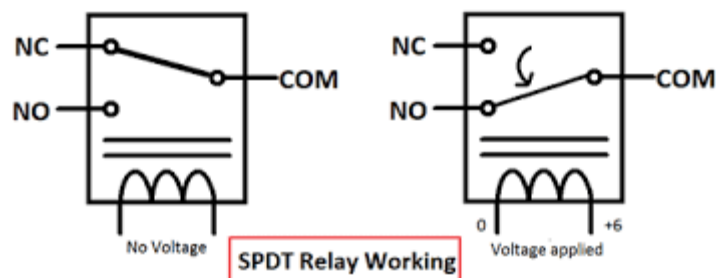 NC
COM
NO
No Voltage
NC
COM
NO
0
+6
Voltage applied
SPDT Relay Working